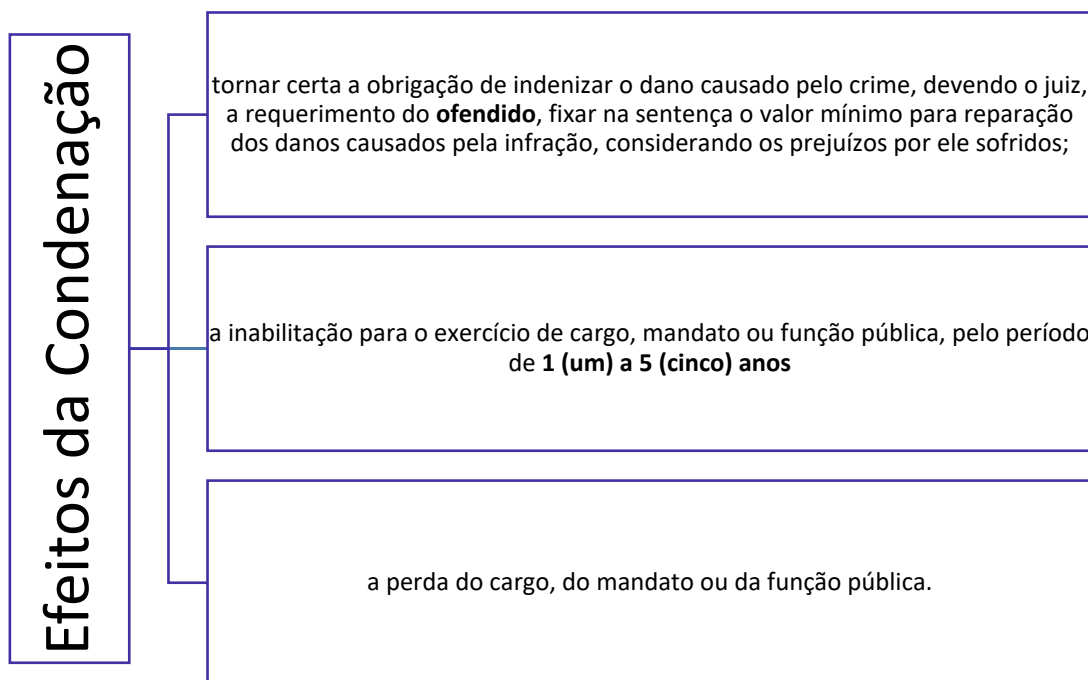 Efeitos da Condenação
tornar certa a obrigação de indenizar o dano causado pelo crime, devendo o juiz,
a requerimento do ofendido, fixar na sentença o valor mínimo para reparação
dos danos causados pela infração, considerando os prejuízos por ele sofridos;
a inabilitação para o exercício de cargo, mandato ou função pública, pelo período
de 1 (um) a 5 (cinco) anos
a perda do cargo, do mandato ou da função pública.